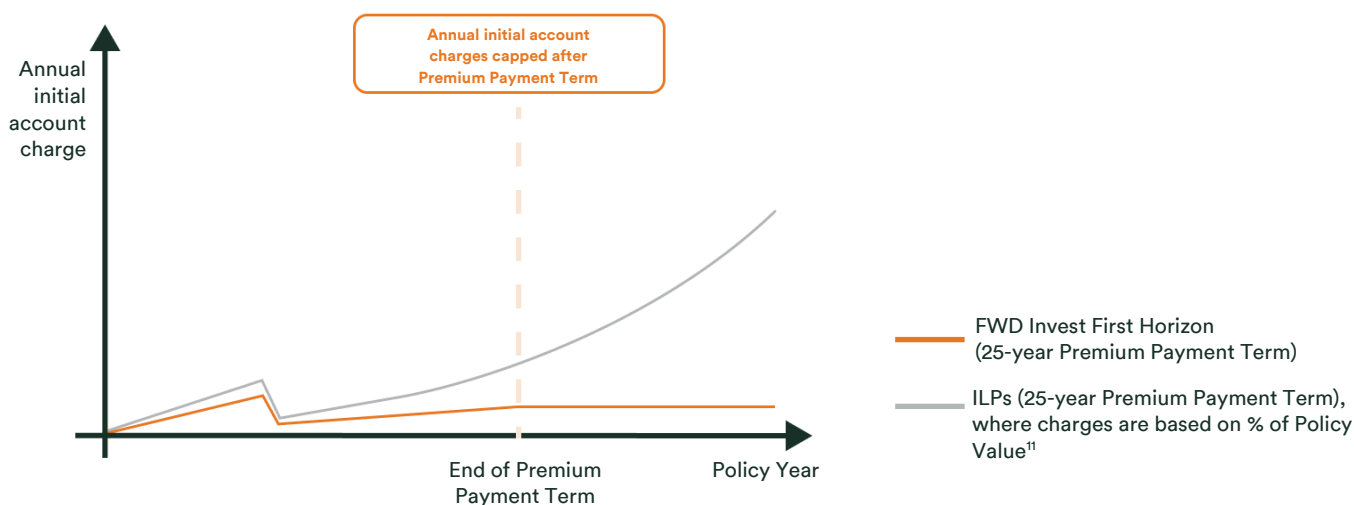 Annual initial account
charges capped after
Premium Payment Term
Annual
initial
account
charge
End of Premium
Payment Term
Policy Year
FWD Invest First Horizon
(25-year Premium Payment Term)
ILPs (25-year Premium Payment Term),
where charges are based on % of Policy
Value¹¹